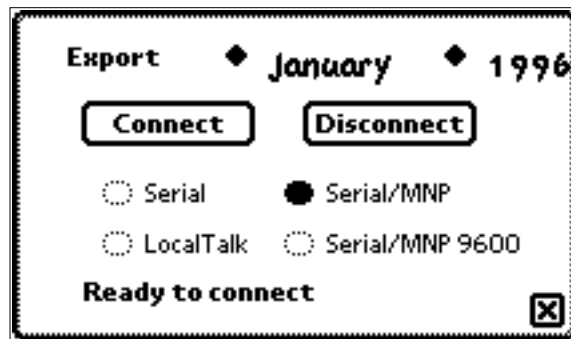 Export ◆ January ◆ 1996
Connect Disconnect
Serial Serial/MNP
LocalTalk Serial/MNP 9600
Ready to connect